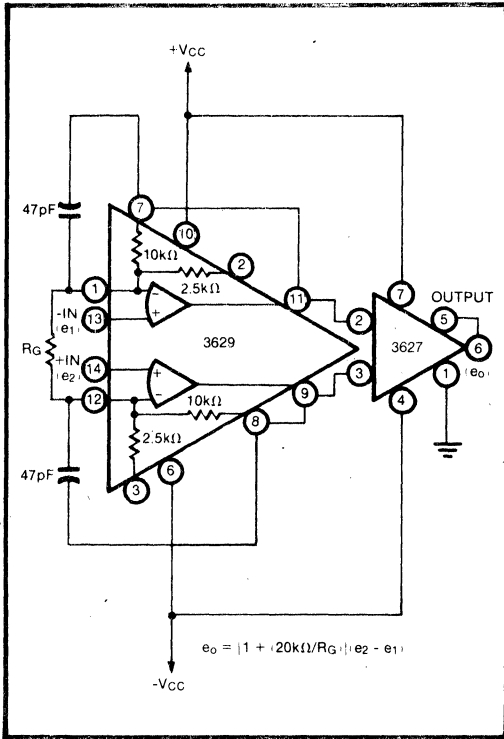 +VCC
47pF
7
10
10kΩ
2
2.5kΩ
1
11
7
OUTPUT
-IN
(e1)
13
2
5
RG
3629
3627
6
(eo)
+IN
(e2)
14
3
1
12
9
10kΩ
8
4
2.5kΩ
47pF
3
6
eo = [1 + (20kΩ/RG)](e2 - e1)
-VCC